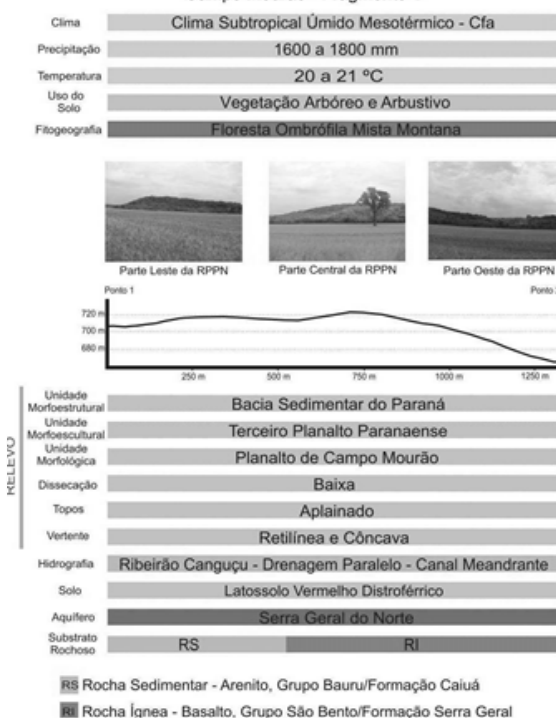 Clima
Clima Subtropical Úmido Mesotérmico - Cfa
Precipitação
1600 a 1800 mm
Temperatura
20 a 21 ºC
Uso do
Solo
Vegetação Arbóreo e Arbustivo
Fitogeografia
Floresta Ombrófila Mista Montana
Parte Leste da RPPN
Parte Central da RPPN
Parte Oeste da RPPN
Ponto 1
Ponto
720 m
700 m
680 m
250 m
500 m
750 m
1000 m
1250 m
RELEVO
Unidade
Morfoestrutural
Bacia Sedimentar do Paraná
Unidade
Morfoescultural
Terceiro Planalto Paranaense
Unidade
Morfológica
Planalto de Campo Mourão
Dissecação
Baixa
Topos
Aplainado
Vertente
Retilínea e Côncava
Hidrografia
Ribeirão Canguçu - Drenagem Paralelo - Canal Meandrante
Solo
Latossolo Vermelho Distroférrico
Aquífero
Serra Geral do Norte
Substrato
Rochoso
RS
RI
RS Rocha Sedimentar - Arenito, Grupo Bauru/Formação Caiuá
RI Rocha Ígnea - Basalto, Grupo São Bento/Formação Serra Geral